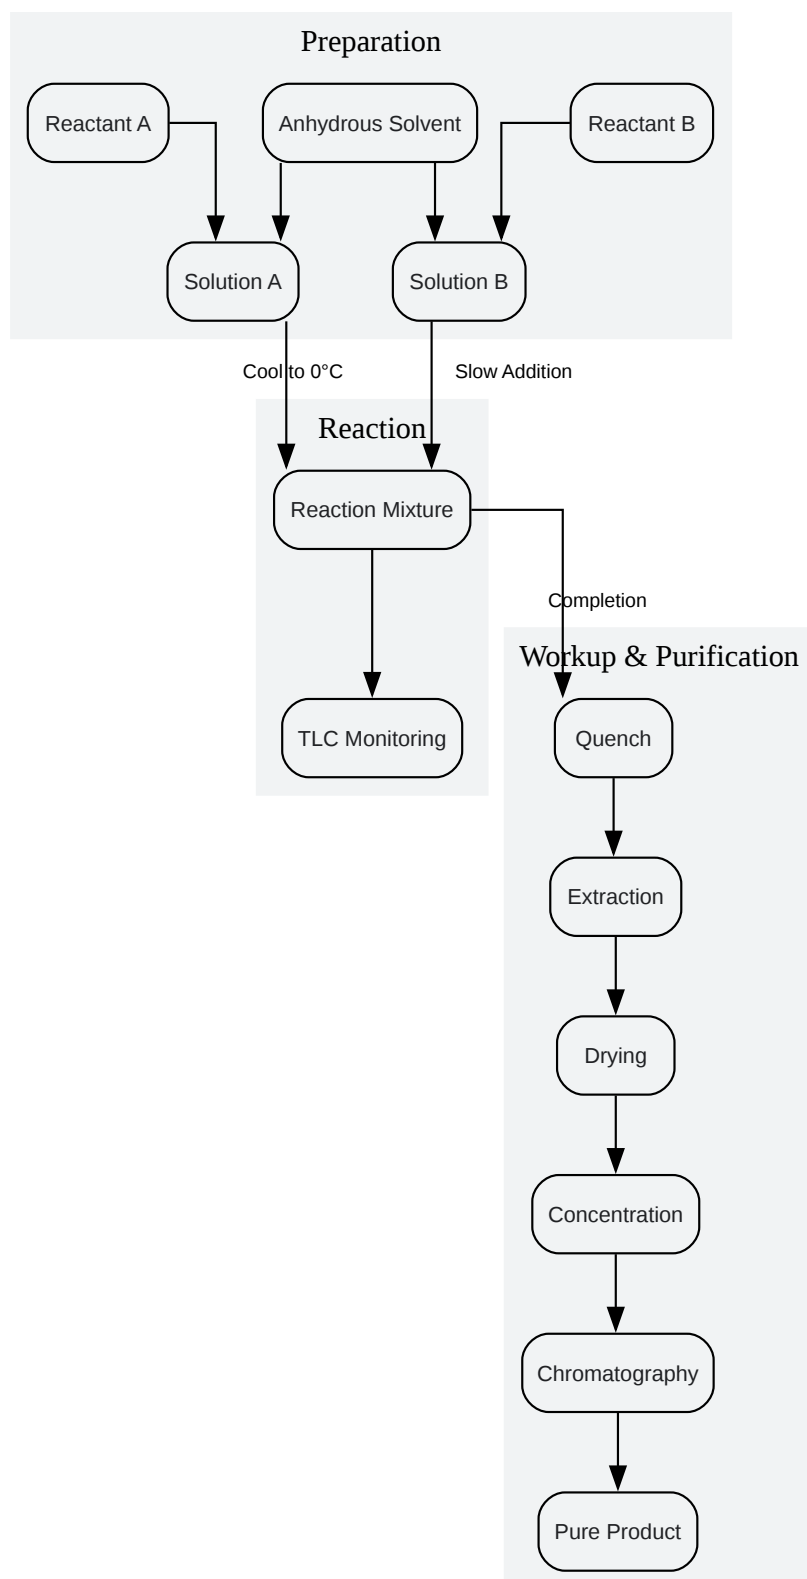 Preparation
Reactant A
Anhydrous Solvent
Reactant B
Solution A
Solution B
Cool to 0°C
Slow Addition
Reaction
Reaction Mixture
Completion
Workup & Purification
TLC Monitoring
Quench
Extraction
Drying
Concentration
Chromatography
Pure Product